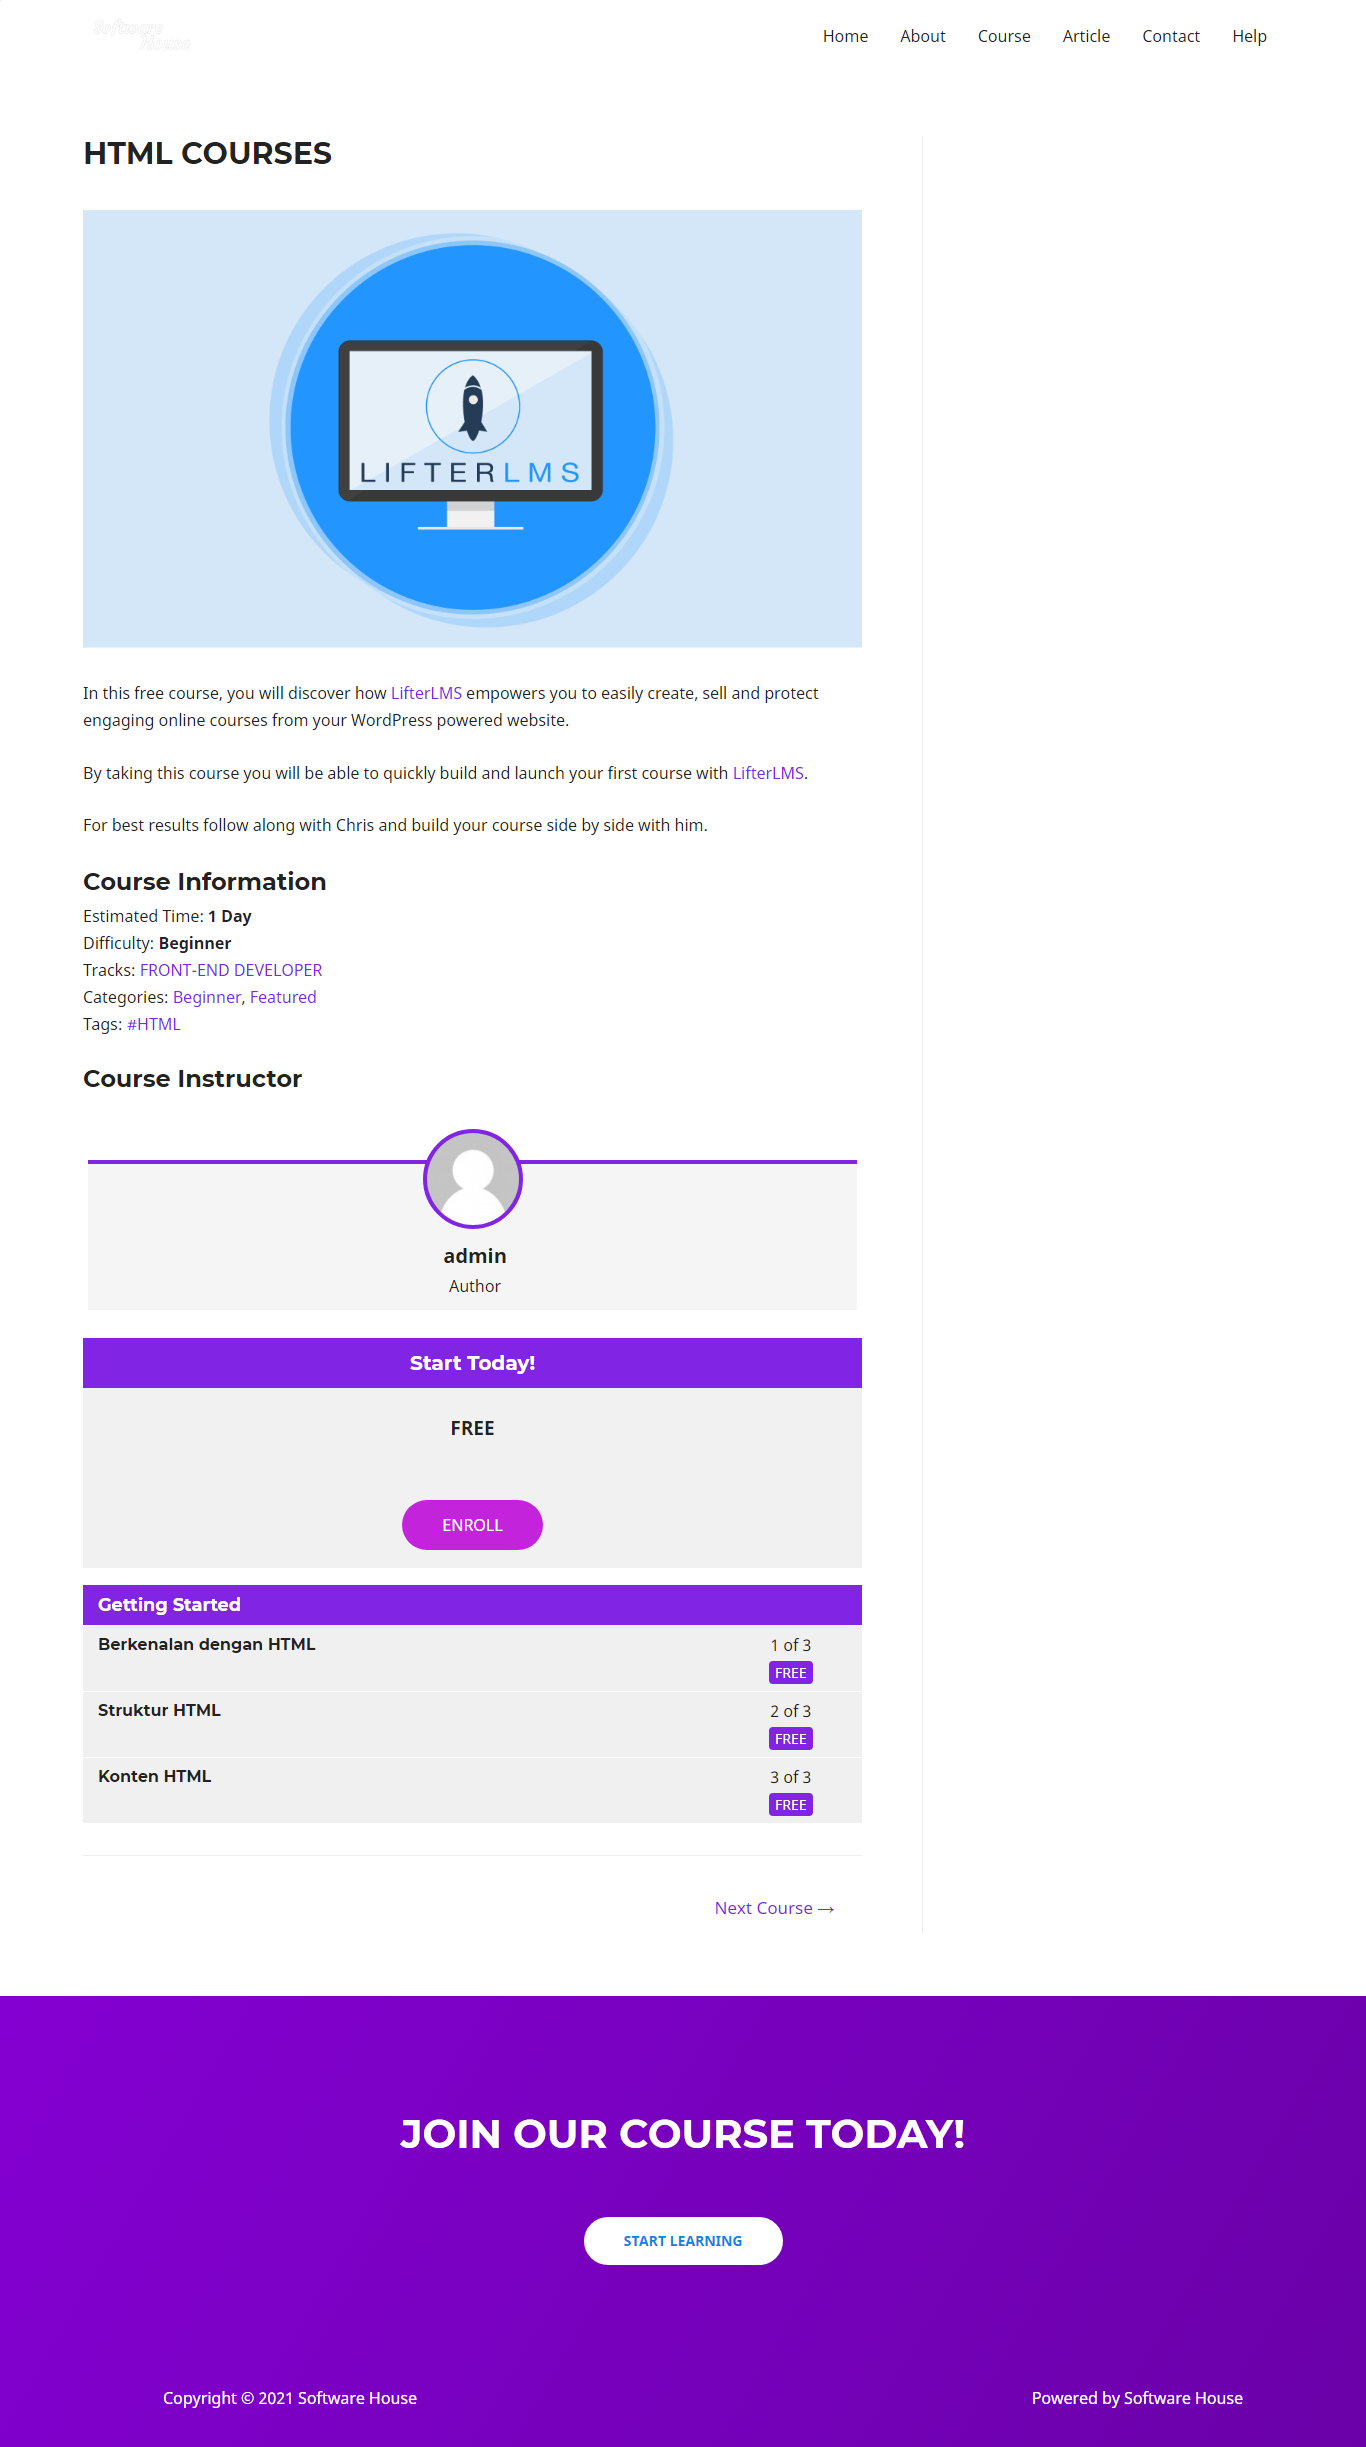 Software
House
Home About Course Article Contact Help
HTML COURSES
LIFTERLMS
In this free course, you will discover how LifterLMS empowers you to easily create, sell and protect
engaging online courses from your WordPress powered website.
By taking this course you will be able to quickly build and launch your first course with LifterLMS.
For best results follow along with Chris and build your course side by side with him.
Course Information
Estimated Time: 1 Day
Difficulty: Beginner
Tracks: FRONT-END DEVELOPER
Categories: Beginner, Featured
Tags: #HTML
Course Instructor
admin
Author
Start Today!
FREE
ENROLL
Getting Started
Berkenalan dengan HTML 1 of 3
FREE
Struktur HTML 2 of 3
FREE
Konten HTML 3 of 3
FREE
Next Course →
JOIN OUR COURSE TODAY!
START LEARNING
Copyright © 2021 Software House Powered by Software House